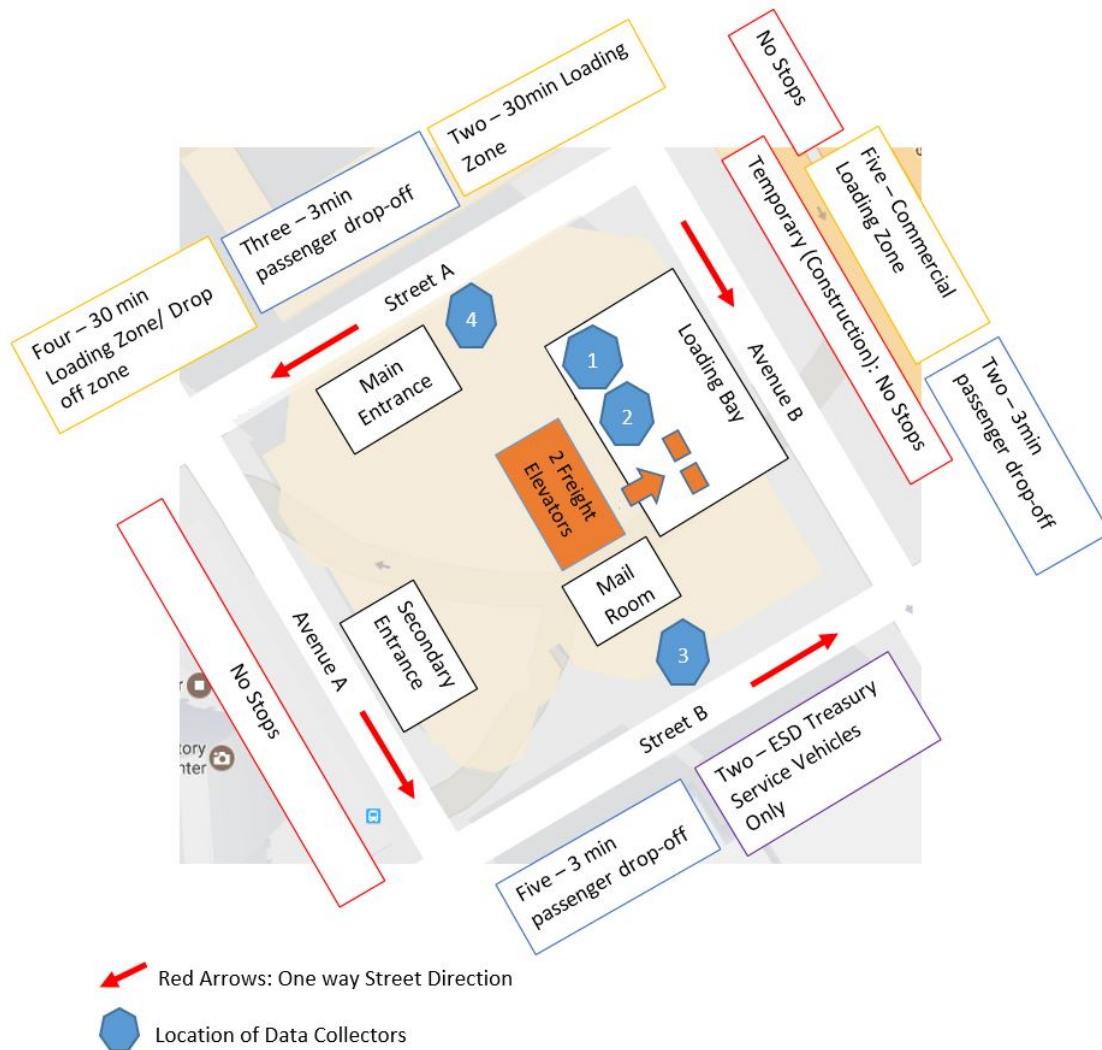 No Stops
Two – 30min Loading
Zone
Five – Commercial
Loading Zone
Three – 3min
passenger drop-off
Temporary (Construction): No Stops
Four – 30 min
Loading Zone/ Drop
off zone
Street A
4
Main
Entrance
1
2
Loading Bay
Avenue B
Two – 3min
passenger drop-off
2 Freight
Elevators
Mail
Room
Secondary
Entrance
Avenue A
3
No Stops
Street B
Two – ESD Treasury
Service Vehicles
Only
Five – 3 min
passenger drop-off
Red Arrows: One way Street Direction
Location of Data Collectors